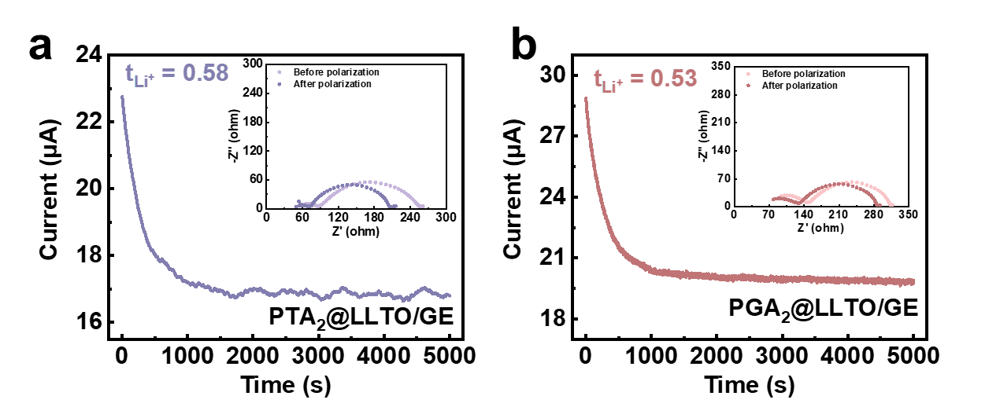 a
t_Li⁺ = 0.58
Current (μA)
24
22
20
18
16
0 1000 2000 3000 4000 5000
Time (s)
PTA₂@LLTO/GE
Before polarization
After polarization
-Z'' (ohm)
300
240
180
120
60
0
0 60 120 180 240 300
Z' (ohm)
b
t_Li⁺ = 0.53
Current (μA)
30
27
24
21
18
0 1000 2000 3000 4000 5000
Time (s)
PGA₂@LLTO/GE
Before polarization
After polarization
-Z'' (ohm)
350
280
210
140
70
0
0 70 140 210 280 350
Z' (ohm)